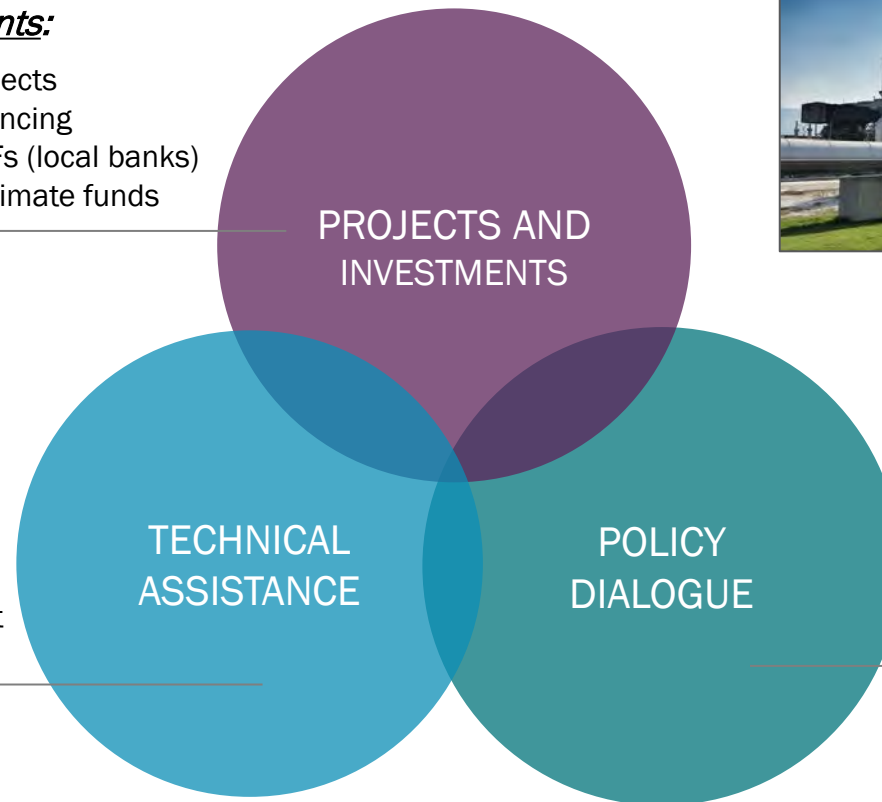 nts:
ects
ncing
Fs (local banks)
imate funds
PROJECTS AND
INVESTMENTS
TECHNICAL
ASSISTANCE
POLICY
DIALOGUE
t